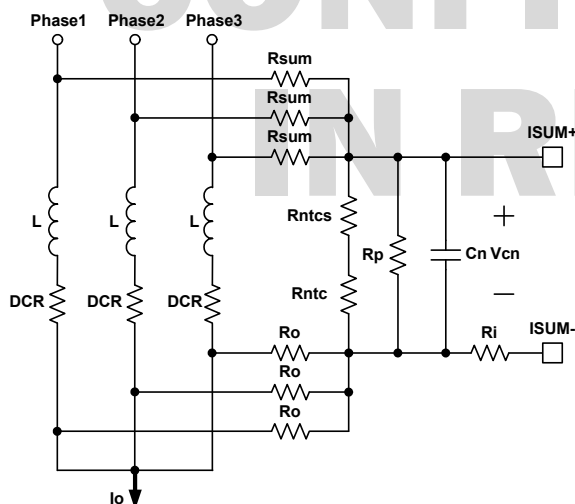 Phase1 Phase2 Phase3
Rsum
Rsum
Rsum
ISUM+
L L L
Rntcs
+
Rp
Cn Vcn
Rntc
−
DCR DCR DCR
Ro
Ri
ISUM-
Ro
Ro
Io